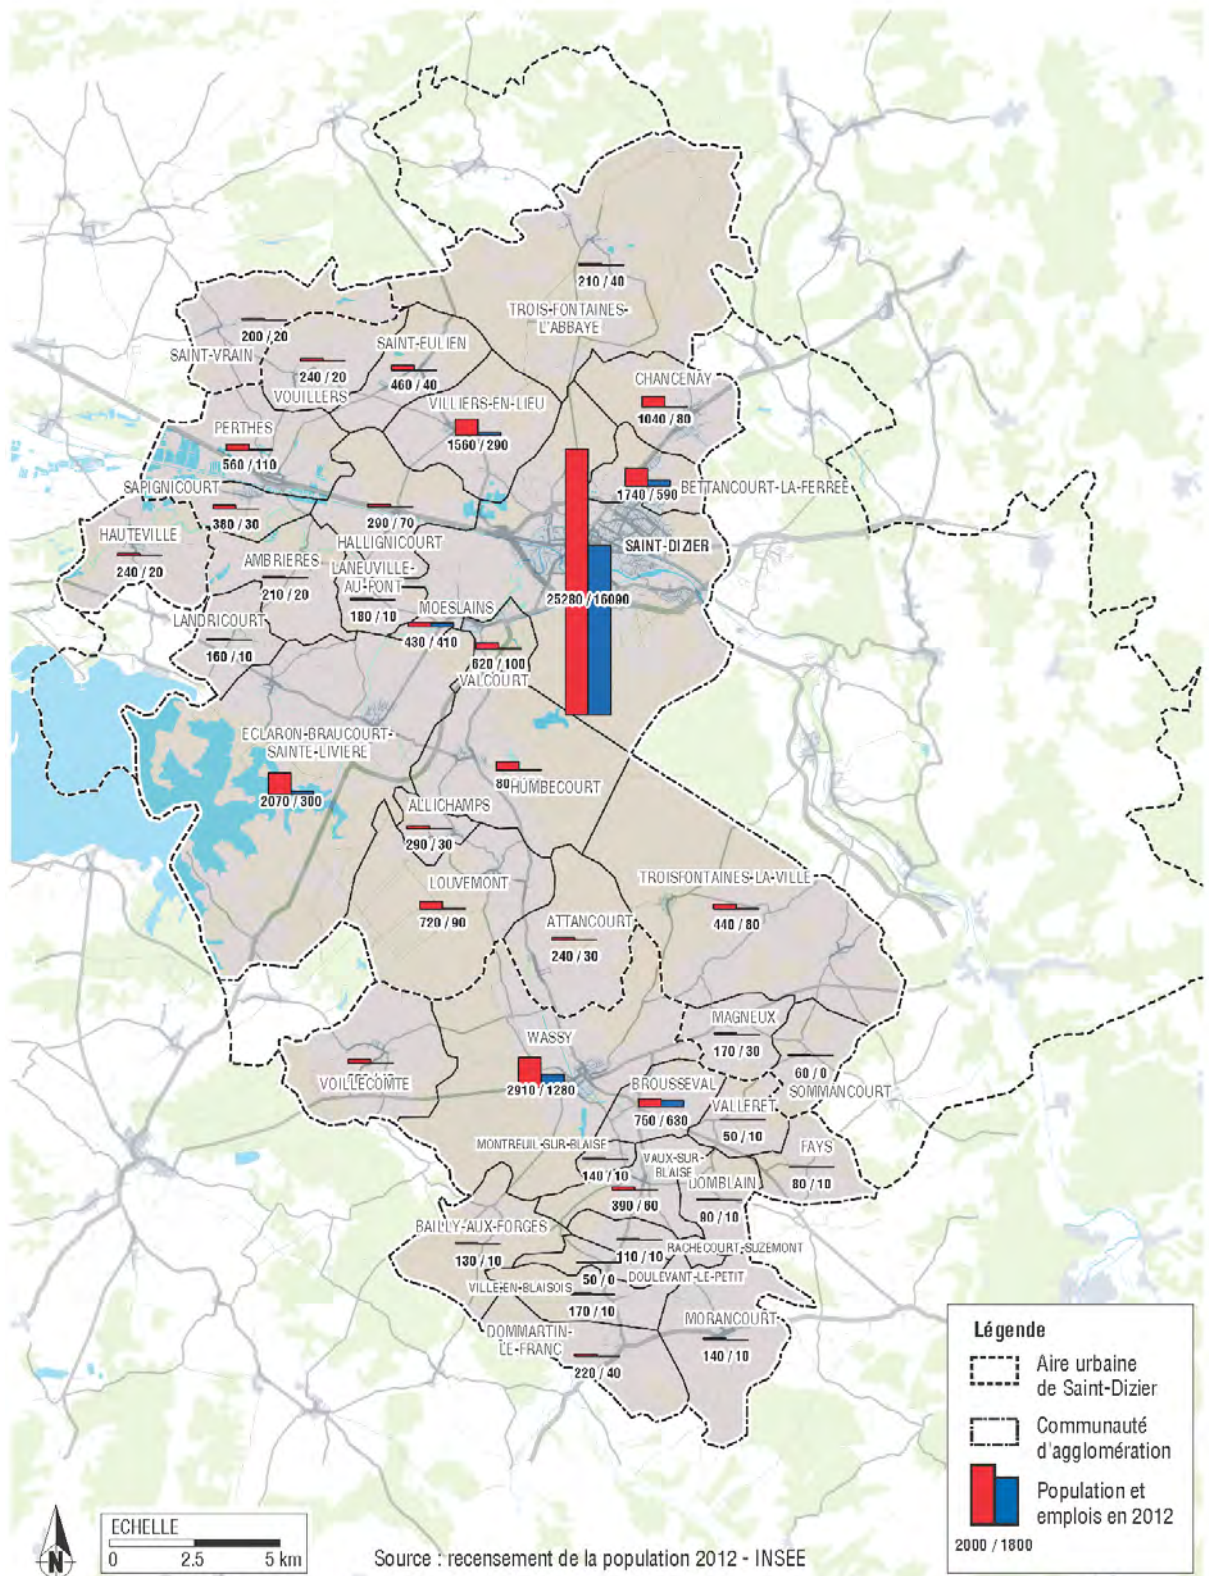 210 / 40
TROIS-FONTAINES-
L'ABBAYE
200 / 20
SAINT-VRAIN
SAINT-EULIEN
240 / 20
VOUILLERS
460 / 40
CHANCENAY
1040 / 80
VILLIERS-EN-LIEU
1560 / 290
PERTHES
560 / 110
SAPIGNICOURT
380 / 30
1740 / 590
BETTANCOURT-LA-FERREE
HAUTEVILLE
240 / 20
290 / 70
HALLIGNICOURT
SAINT-DIZIER
25280 / 16090
AMBRIERES
210 / 20
LANEUVILLE-
AU-PONT
180 / 10
MOESLAINS
430 / 410
LANDRICOURT
160 / 10
620 / 100
VALCOURT
ECLARON-BRAUCOURT-
SAINTE-LIVIERE
2070 / 300
80
HUMBECOURT
ALLICHAMPS
290 / 30
LOUVEMONT
720 / 90
TROISFONTAINES-LA-VILLE
440 / 80
ATTANCOURT
240 / 30
MAGNEUX
170 / 30
WASSY
2910 / 1280
60 / 0
SOMMANCOURT
VOILLECOMTE
BROUSSEVAL
750 / 630
VALLERET
50 / 10
MONTREUIL-SUR-BLAISE
140 / 10
VAUX-SUR-
BLAISE
390 / 60
FAYS
80 / 10
DOMBLAIN
90 / 10
BAILLY-AUX-FORGES
130 / 10
110 / 10
RACHECOURT-SUZEMONT
50 / 0
DOULEVANT-LE-PETIT
VILLE-EN-BLAISOIS
170 / 10
DOMMARTIN-
LE-FRANC
220 / 40
MORANCOURT
140 / 10
Légende
Aire urbaine
de Saint-Dizier
Communauté
d'agglomération
Population et
emplois en 2012
2000 / 1800
N
ECHELLE
0 2.5 5 km
Source : recensement de la population 2012 - INSEE